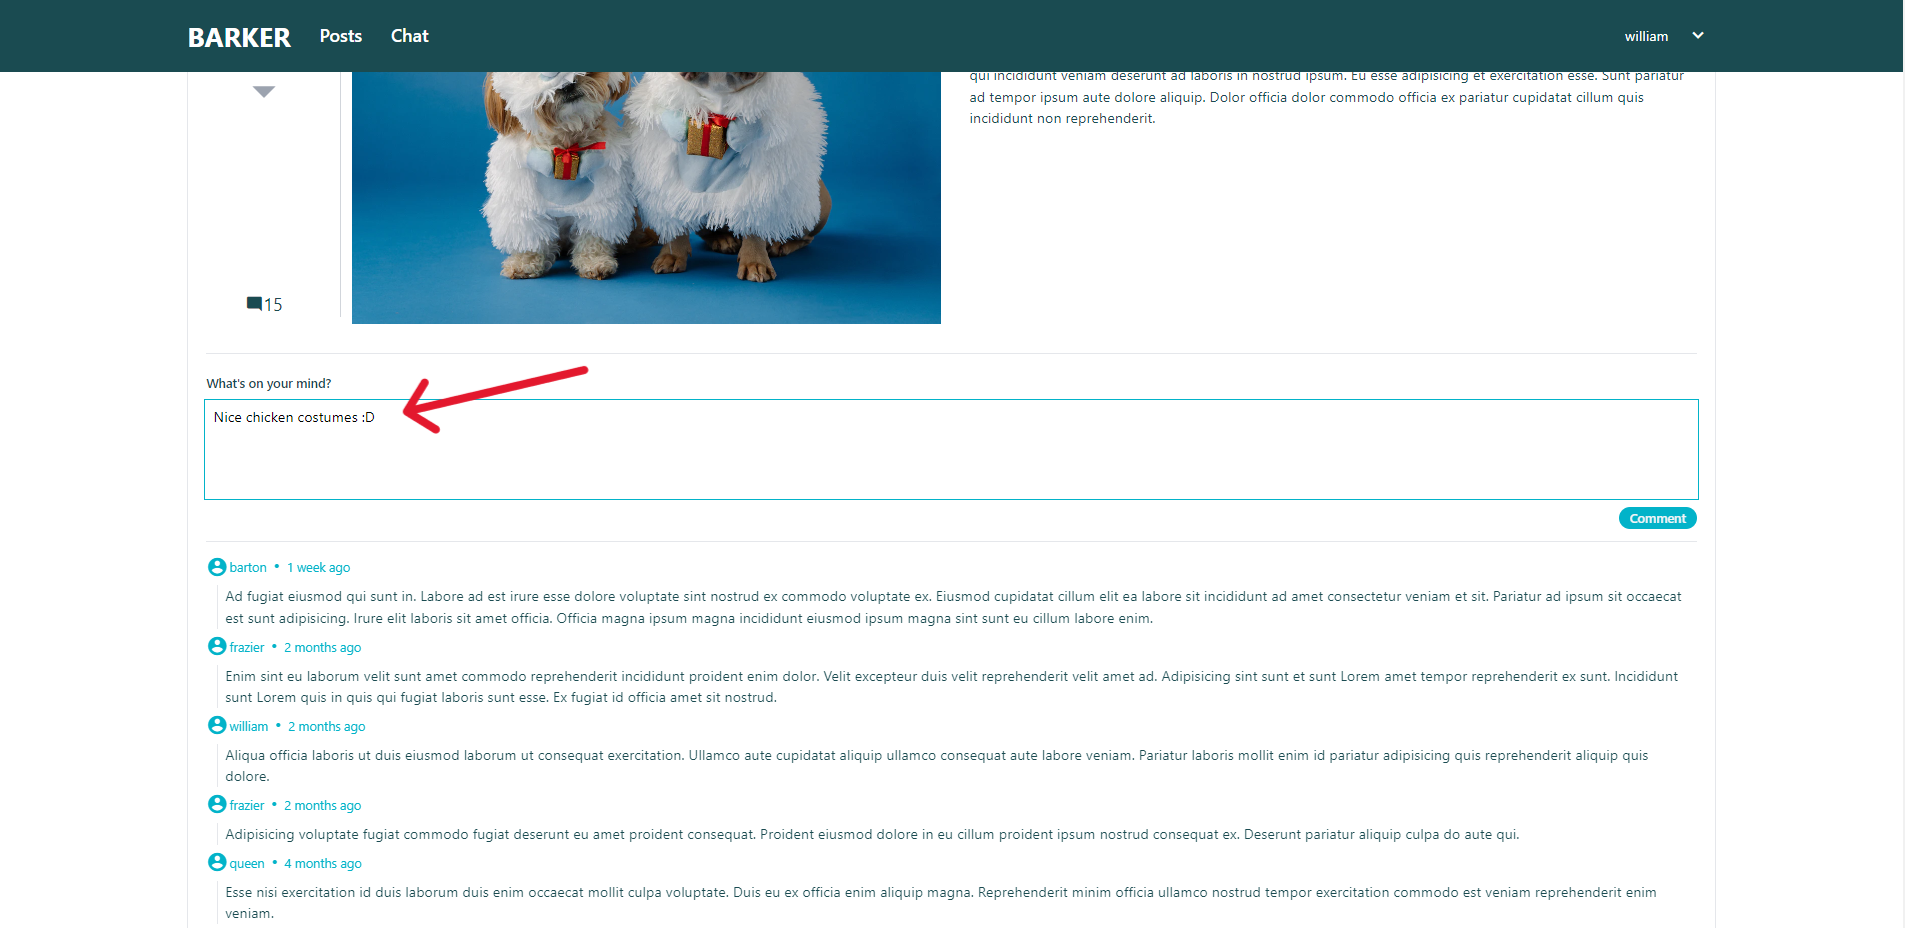 BARKER Posts Chat william
qui incididunt veniam deserunt ad laboris in nostrud ipsum. Eu esse adipisicing et exercitation esse. Sunt pariatur
ad tempor ipsum aute dolore aliquip. Dolor officia dolor commodo officia ex pariatur cupidatat cillum quis
incididunt non reprehenderit.
15
What's on your mind?
Nice chicken costumes :D
Comment
barton • 1 week ago
Ad fugiat eiusmod qui sunt in. Labore ad est irure esse dolore voluptate sint nostrud ex commodo voluptate ex. Eiusmod cupidatat cillum elit ea labore sit incididunt ad amet consectetur veniam et sit. Pariatur ad ipsum sit occaecat
est sunt adipisicing. Irure elit laboris sit amet officia. Officia magna ipsum magna incididunt eiusmod ipsum magna sint sunt eu cillum labore enim.
frazier • 2 months ago
Enim sint eu laborum velit sunt amet commodo reprehenderit incididunt proident enim dolor. Velit excepteur duis velit reprehenderit velit amet ad. Adipisicing sint sunt et sunt Lorem amet tempor reprehenderit ex sunt. Incididunt
sunt Lorem quis in quis qui fugiat laboris sunt esse. Ex fugiat id officia amet sit nostrud.
william • 2 months ago
Aliqua officia laboris ut duis eiusmod laborum ut consequat exercitation. Ullamco aute cupidatat aliquip ullamco consequat aute labore veniam. Pariatur laboris mollit enim id pariatur adipisicing quis reprehenderit aliquip quis
dolore.
frazier • 2 months ago
Adipisicing voluptate fugiat commodo fugiat deserunt eu amet proident consequat. Proident eiusmod dolore in eu cillum proident ipsum nostrud consequat ex. Deserunt pariatur aliquip culpa do aute qui.
queen • 4 months ago
Esse nisi exercitation id duis laborum duis enim occaecat mollit culpa voluptate. Duis eu ex officia enim aliquip magna. Reprehenderit minim officia ullamco nostrud tempor exercitation commodo est veniam reprehenderit enim
veniam.